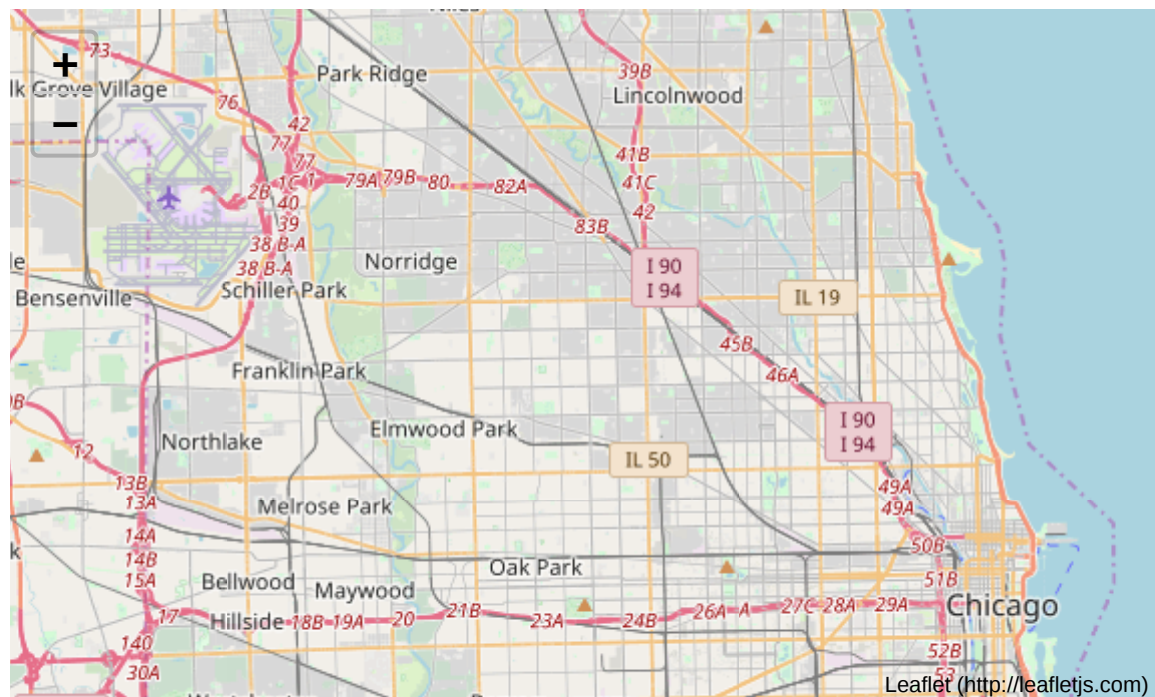 Niles
73
+
Park Ridge
39B
lk Grove Village
Lincolnwood
76
−
42
77
77
41B
1C
1
79A
79B
80
82A
41C
2B
40
42
39
83B
38 B-A
I 90
I 94
38 B-A
Norridge
le
Bensenville
Schiller Park
IL 19
45B
Franklin Park
46A
0B
Elmwood Park
I 90
I 94
Northlake
12
IL 50
13B
49A
13A
Melrose Park
49A
14A
50B
k
14B
Oak Park
15A
Bellwood
Maywood
51B
17
Hillside
18B
19A
20
21B
23A
24B
26A
A
27C
28A
29A
Chicago
140
52B
30A
53
Leaflet (http://leafletjs.com)